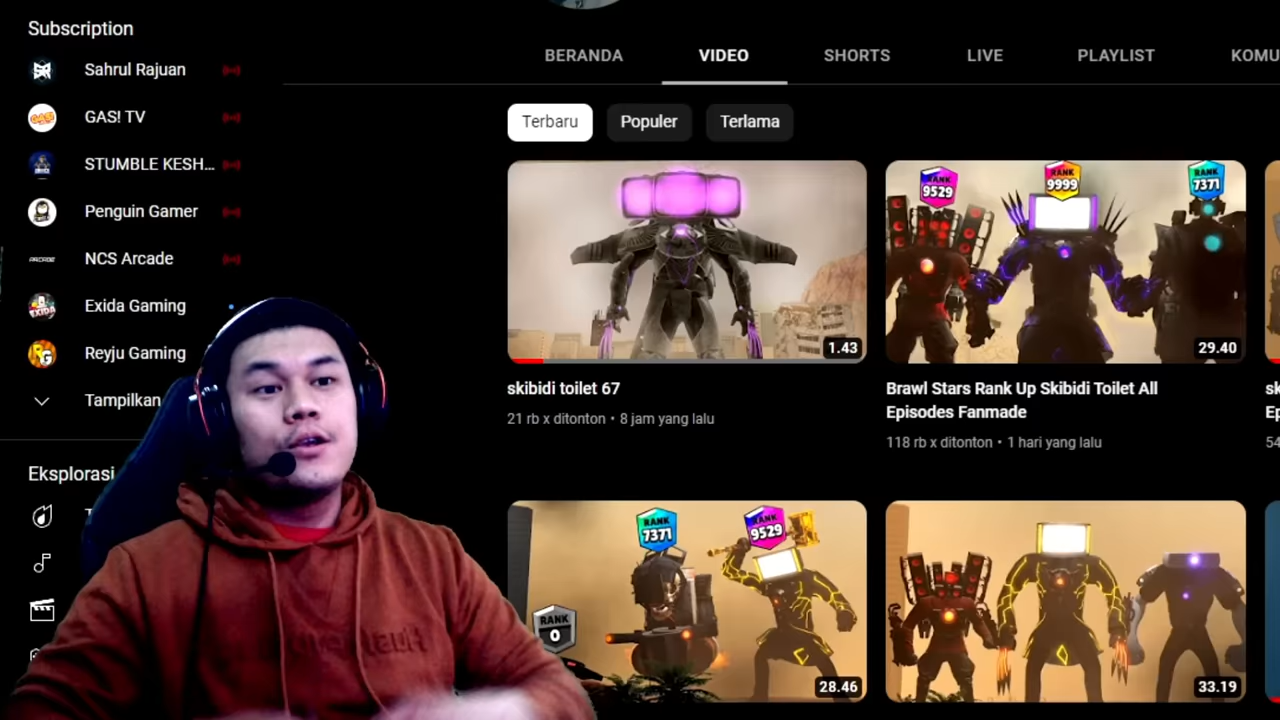 Subscription
Sahrul Rajuan
GAS! TV
STUMBLE KESH...
Penguin Gamer
NCS Arcade
Exida Gaming
Reyju Gaming
Tampilkan
Eksplorasi
BERANDA
VIDEO
SHORTS
LIVE
PLAYLIST
KOMU
Terbaru
Populer
Terlama
1.43
skibidi toilet 67
21 rb x ditonton • 8 jam yang lalu
RANK
9529
RANK
9999
RANK
7371
29.40
Brawl Stars Rank Up Skibidi Toilet All
Episodes Fanmade
118 rb x ditonton • 1 hari yang lalu
sk
Ep
54
RANK
7371
RANK
9529
RANK
0
28.46
33.19